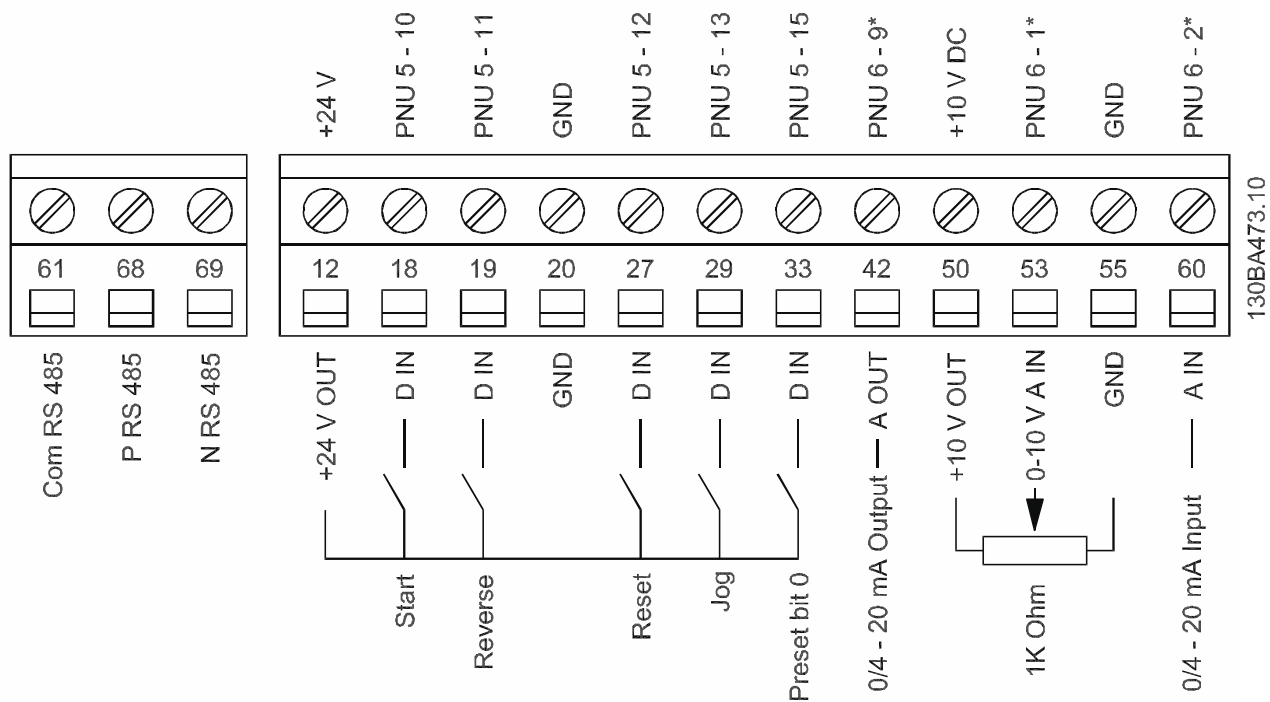 +24 V
PNU 5 - 10
PNU 5 - 11
GND
PNU 5 - 12
PNU 5 - 13
PNU 5 - 15
PNU 6 - 9*
+10 V DC
PNU 6 - 1*
GND
PNU 6 - 2*
61 68 69
12 18 19 20 27 29 33 42 50 53 55 60
Com RS 485
P RS 485
N RS 485
+24 V OUT
D IN
D IN
GND
D IN
D IN
D IN
A OUT
+10 V OUT
0-10 V A IN
GND
A IN
Start
Reverse
Reset
Jog
Preset bit 0
0/4 - 20 mA Output
1K Ohm
0/4 - 20 mA Input
130BA473.10